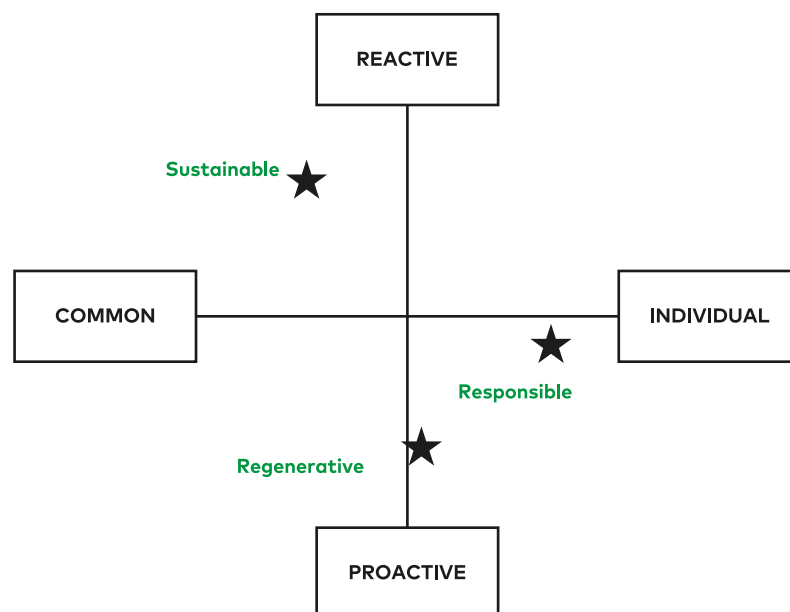 REACTIVE
Sustainable
COMMON
INDIVIDUAL
Responsible
Regenerative
PROACTIVE